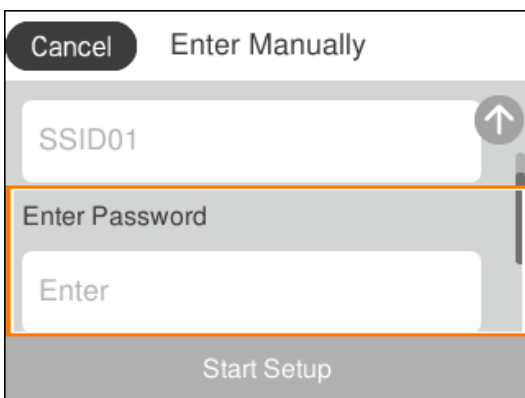 Cancel Enter Manually
SSID01
Enter Password
Enter
Start Setup